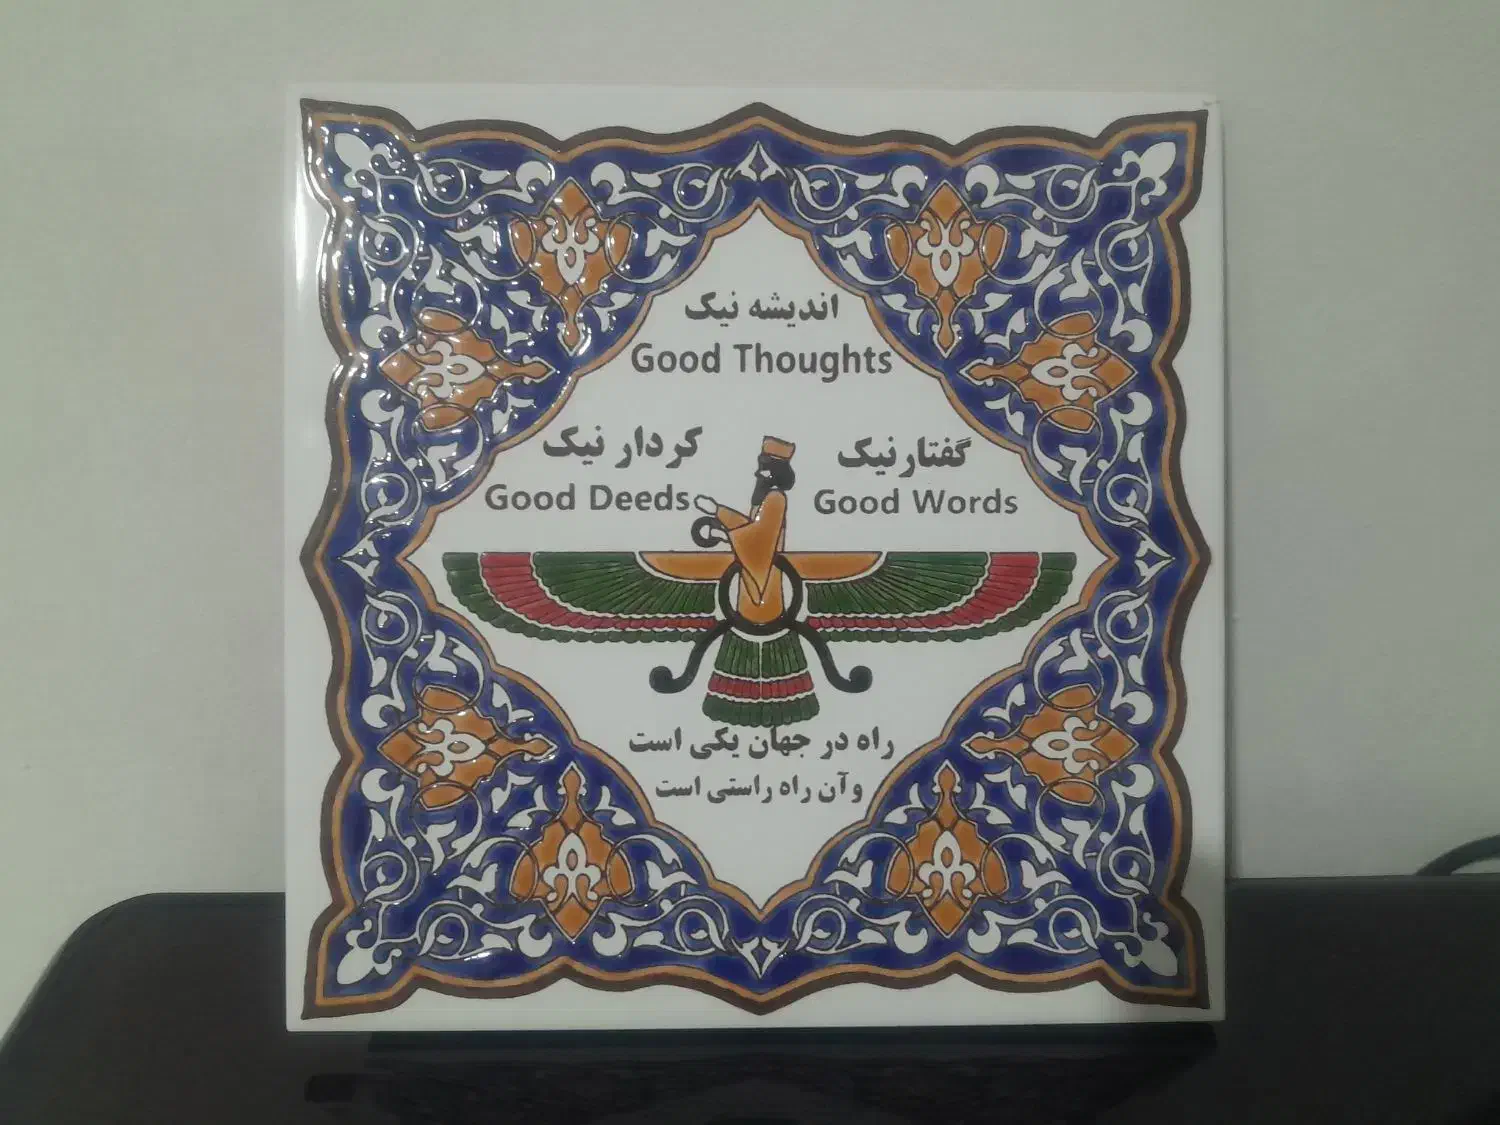 اندیشه نیک
Good Thoughts
گفتارنیک
Good Words
کردار نیک
Good Deeds
راه در جهان یکی است
وآن راه راستی است